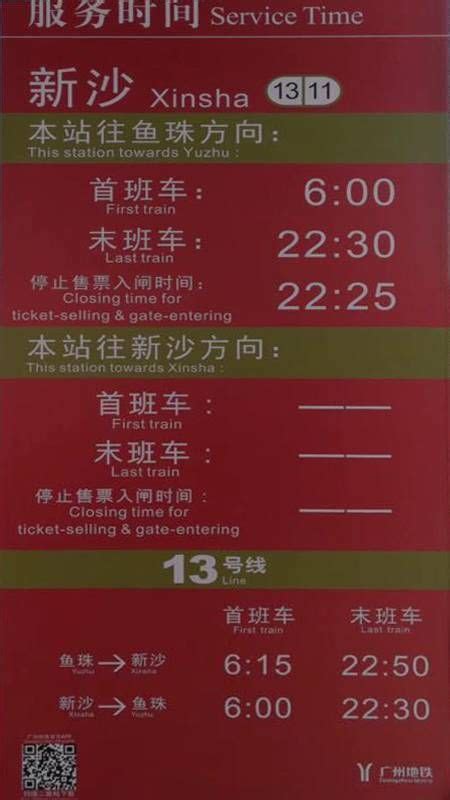 服务时间 Service Time
新沙 Xinsha 13 11
本站往鱼珠方向：
This station towards Yuzhu :
首班车： 6:00
First train
末班车： 22:30
Last train
停止售票入闸时间： 22:25
Closing time for
ticket-selling & gate-entering
本站往新沙方向：
This station towards Xinsha :
首班车： ——
First train
末班车： ——
Last train
停止售票入闸时间： ——
Closing time for
ticket-selling & gate-entering
13 号线
Line
首班车 末班车
First train Last train
鱼珠→新沙 6:15 22:50
Yuzhu Xinsha
新沙→鱼珠 6:00 22:30
Xinsha Yuzhu
广州地铁
Guangzhou Metro